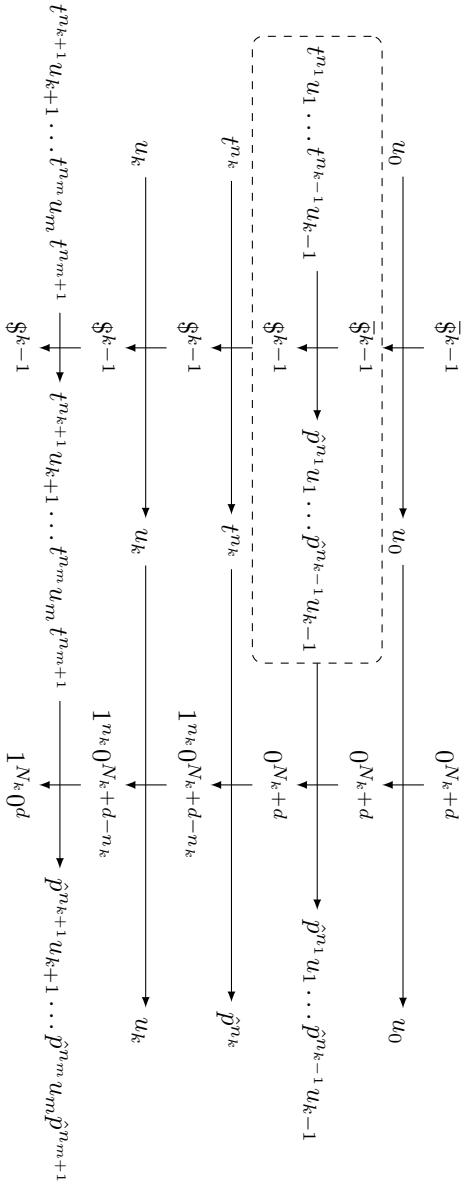 $̄^{k−1} 0^{N_k+p}
u_0 u_0 u_0
$̄^{k−1} 0^{N_k+p}
t^{n_1}u_1 … t^{n_{k−1}}u_{k−1} p̂^{n_1}u_1 … p̂^{n_{k−1}}u_{k−1} p̂^{n_1}u_1 … p̂^{n_{k−1}}u_{k−1}
$^{k−1} 0^{N_k+p}
t^{n_k} t^{n_k} p̂^{n_k}
$^{k−1} 1^{n_k}0^{N_k+p−n_k}
u_k u_k u_k
$^{k−1} 1^{n_k}0^{N_k+p−n_k}
t^{n_{k+1}}u_{k+1} … t^{n_m}u_m t^{n_{m+1}} t^{n_{k+1}}u_{k+1} … t^{n_m}u_m t^{n_{m+1}} p̂^{n_{k+1}}u_{k+1} … p̂^{n_m}u_m p̂^{n_{m+1}}
$^{k−1} 1^{N_k}0^p